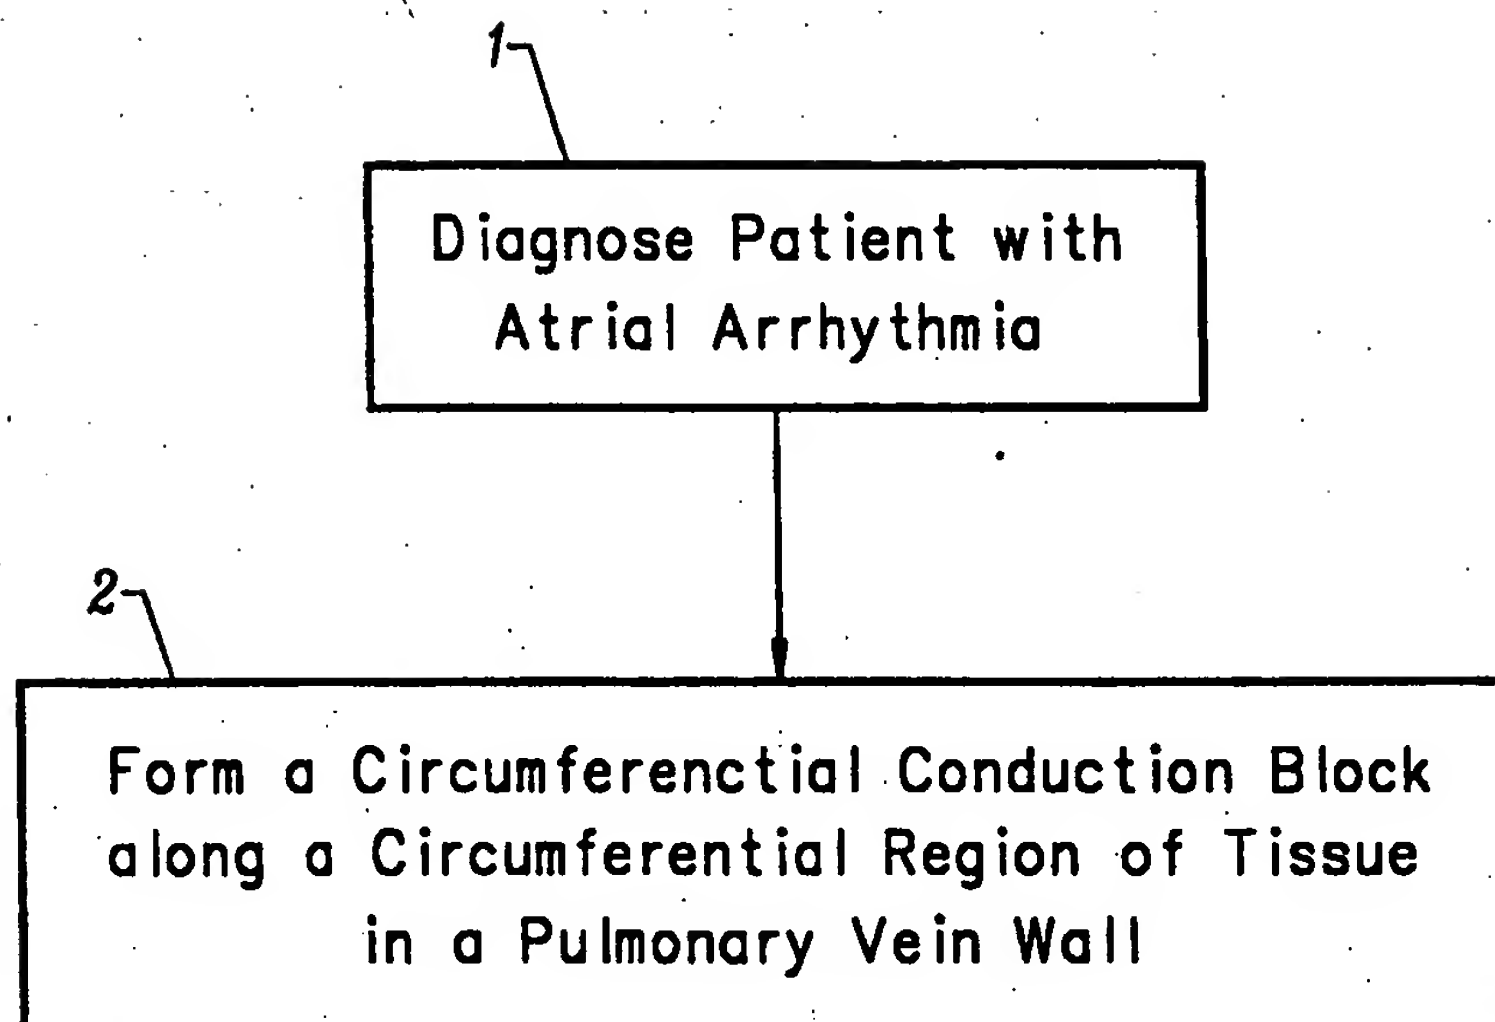 1
Diagnose Patient with
Atrial Arrhythmia
2
Form a Circumferenctial Conduction Block
along a Circumferential Region of Tissue
in a Pulmonary Vein Wall